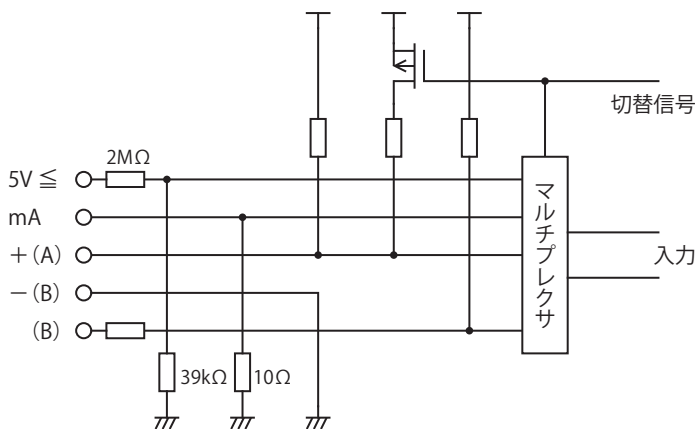 切替信号
2MΩ
5V ≦
mA
＋(A)
－(B)
(B)
マルチプレクサ
入力
39kΩ
10Ω